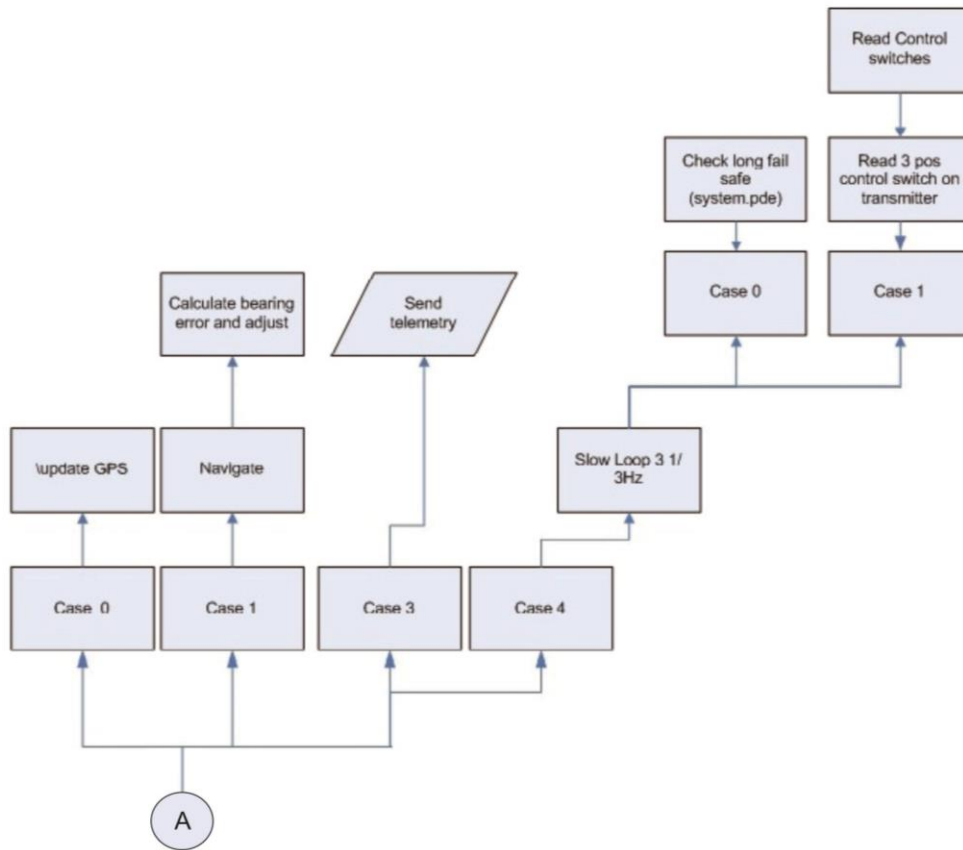 Read Control
switches
Check long fail
safe
(system.pde)
Read 3 pos
control switch on
transmitter
Case 0
Case 1
Calculate bearing
error and adjust
Send
telemetry
\update GPS
Navigate
Slow Loop 3 1/
3Hz
Case 0
Case 1
Case 3
Case 4
A